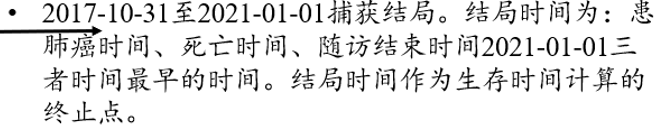 • 2017-10-31至2021-01-01捕获结局。结局时间为：患
肺癌时间、死亡时间、随访结束时间2021-01-01三
者时间最早的时间。结局时间作为生存时间计算的
终止点。